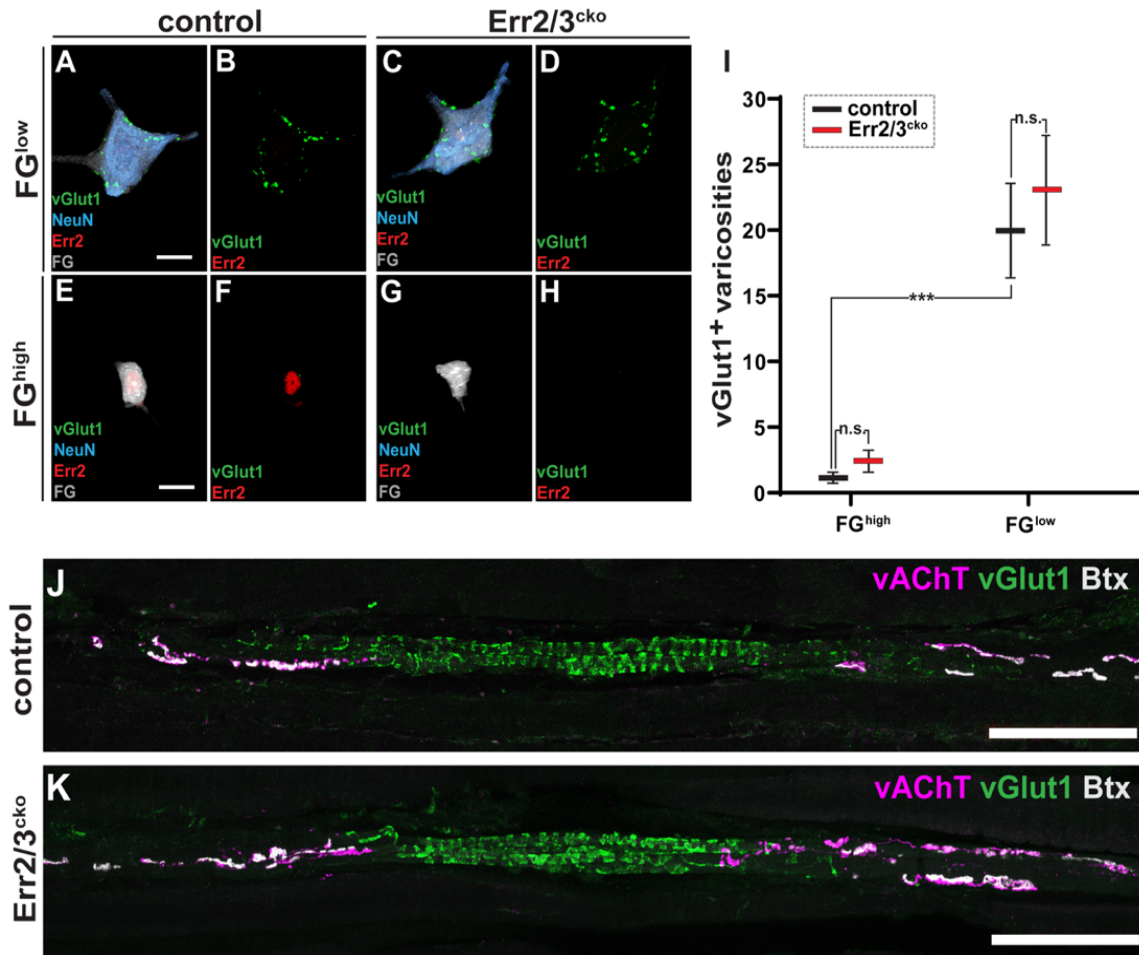 control
Err2/3cko
FGlow
A
vGlut1
NeuN
Err2
FG
B
vGlut1
Err2
C
vGlut1
NeuN
Err2
FG
D
vGlut1
Err2
FGhigh
E
vGlut1
NeuN
Err2
FG
F
vGlut1
Err2
G
vGlut1
NeuN
Err2
FG
H
vGlut1
Err2
I
control
Err2/3cko
vGlut1+ varicosities
30
25
20
15
10
5
0
n.s.
***
n.s.
FGhigh
FGlow
control
J
vAChT vGlut1 Btx
Err2/3cko
K
vAChT vGlut1 Btx